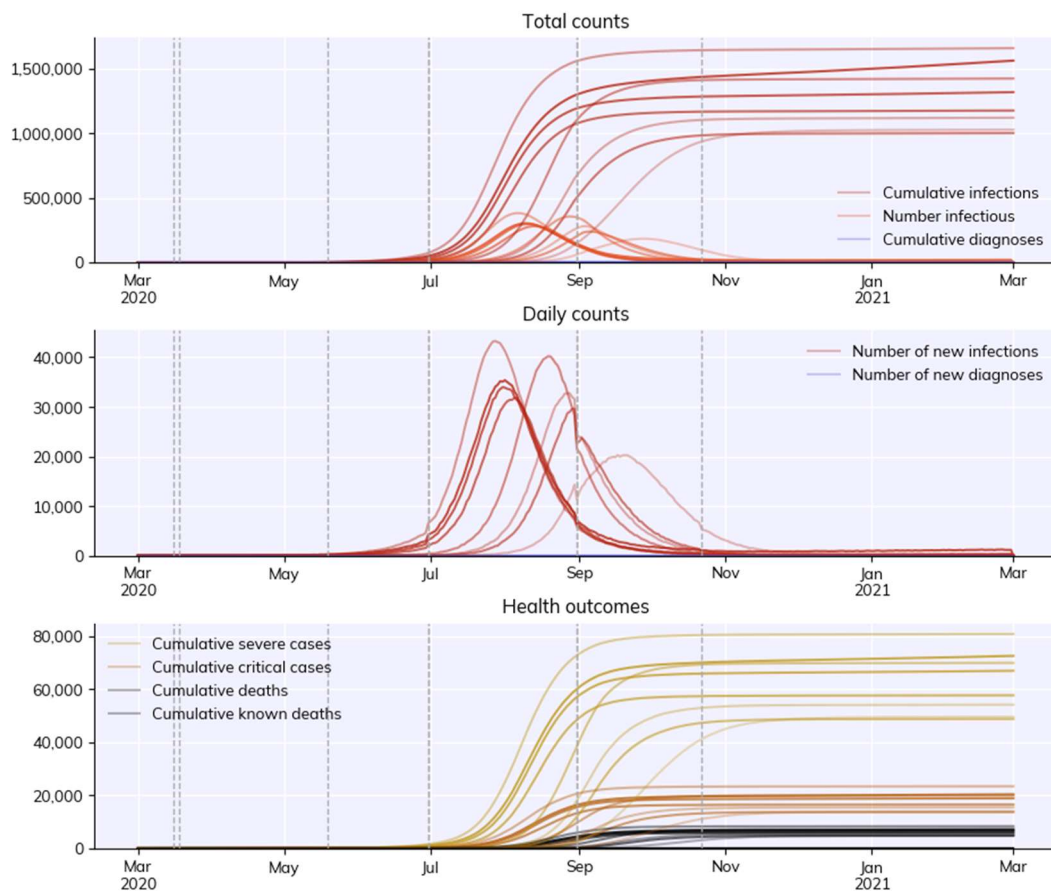 Total counts
1,500,000
1,000,000
500,000
0
Cumulative infections
Number infectious
Cumulative diagnoses
Mar May Jul Sep Nov Jan Mar
2020 2021
Daily counts
40,000
30,000
20,000
10,000
0
Number of new infections
Number of new diagnoses
Mar May Jul Sep Nov Jan Mar
2020 2021
Health outcomes
80,000
60,000
40,000
20,000
0
Cumulative severe cases
Cumulative critical cases
Cumulative deaths
Cumulative known deaths
Mar May Jul Sep Nov Jan Mar
2020 2021